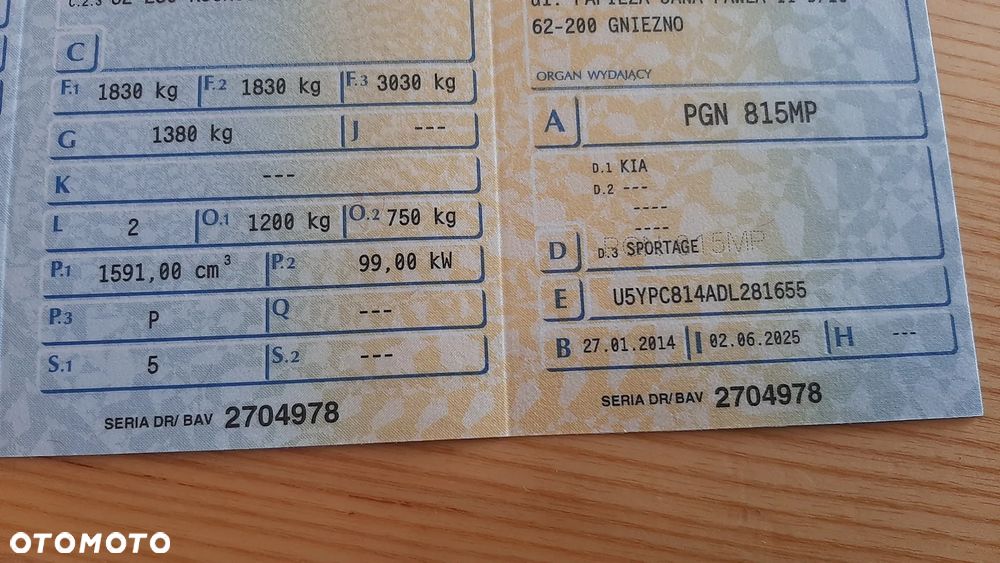 C.2.3
C
F.1 1830 kg F.2 1830 kg F.3 3030 kg
G 1380 kg J ---
K ---
L 2 O.1 1200 kg O.2 750 kg
P.1 1591,00 cm³ P.2 99,00 kW
P.3 P Q ---
S.1 5 S.2 ---
SERIA DR/ BAV 2704978
62-200 GNIEZNO
ORGAN WYDAJĄCY
A PGN 815MP
D.1 KIA
D.2 ---
----
----
D D.3 SPORTAGE
E U5YPC814ADL281655
B 27.01.2014 I 02.06.2025 H ---
SERIA DR/ BAV 2704978
OTOMOTO